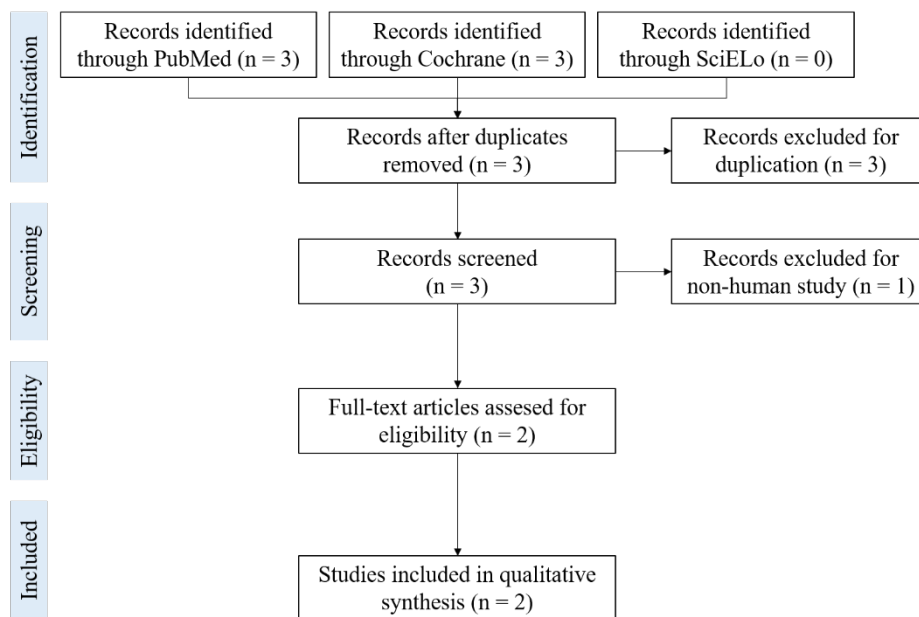 Identification
Records identified
through PubMed (n = 3)
Records identified
through Cochrane (n = 3)
Records identified
through SciELo (n = 0)
Records after duplicates
removed (n = 3)
Records excluded for
duplication (n = 3)
Screening
Records screened
(n = 3)
Records excluded for
non-human study (n = 1)
Eligibility
Full-text articles assesed for
eligibility (n = 2)
Included
Studies included in qualitative
synthesis (n = 2)